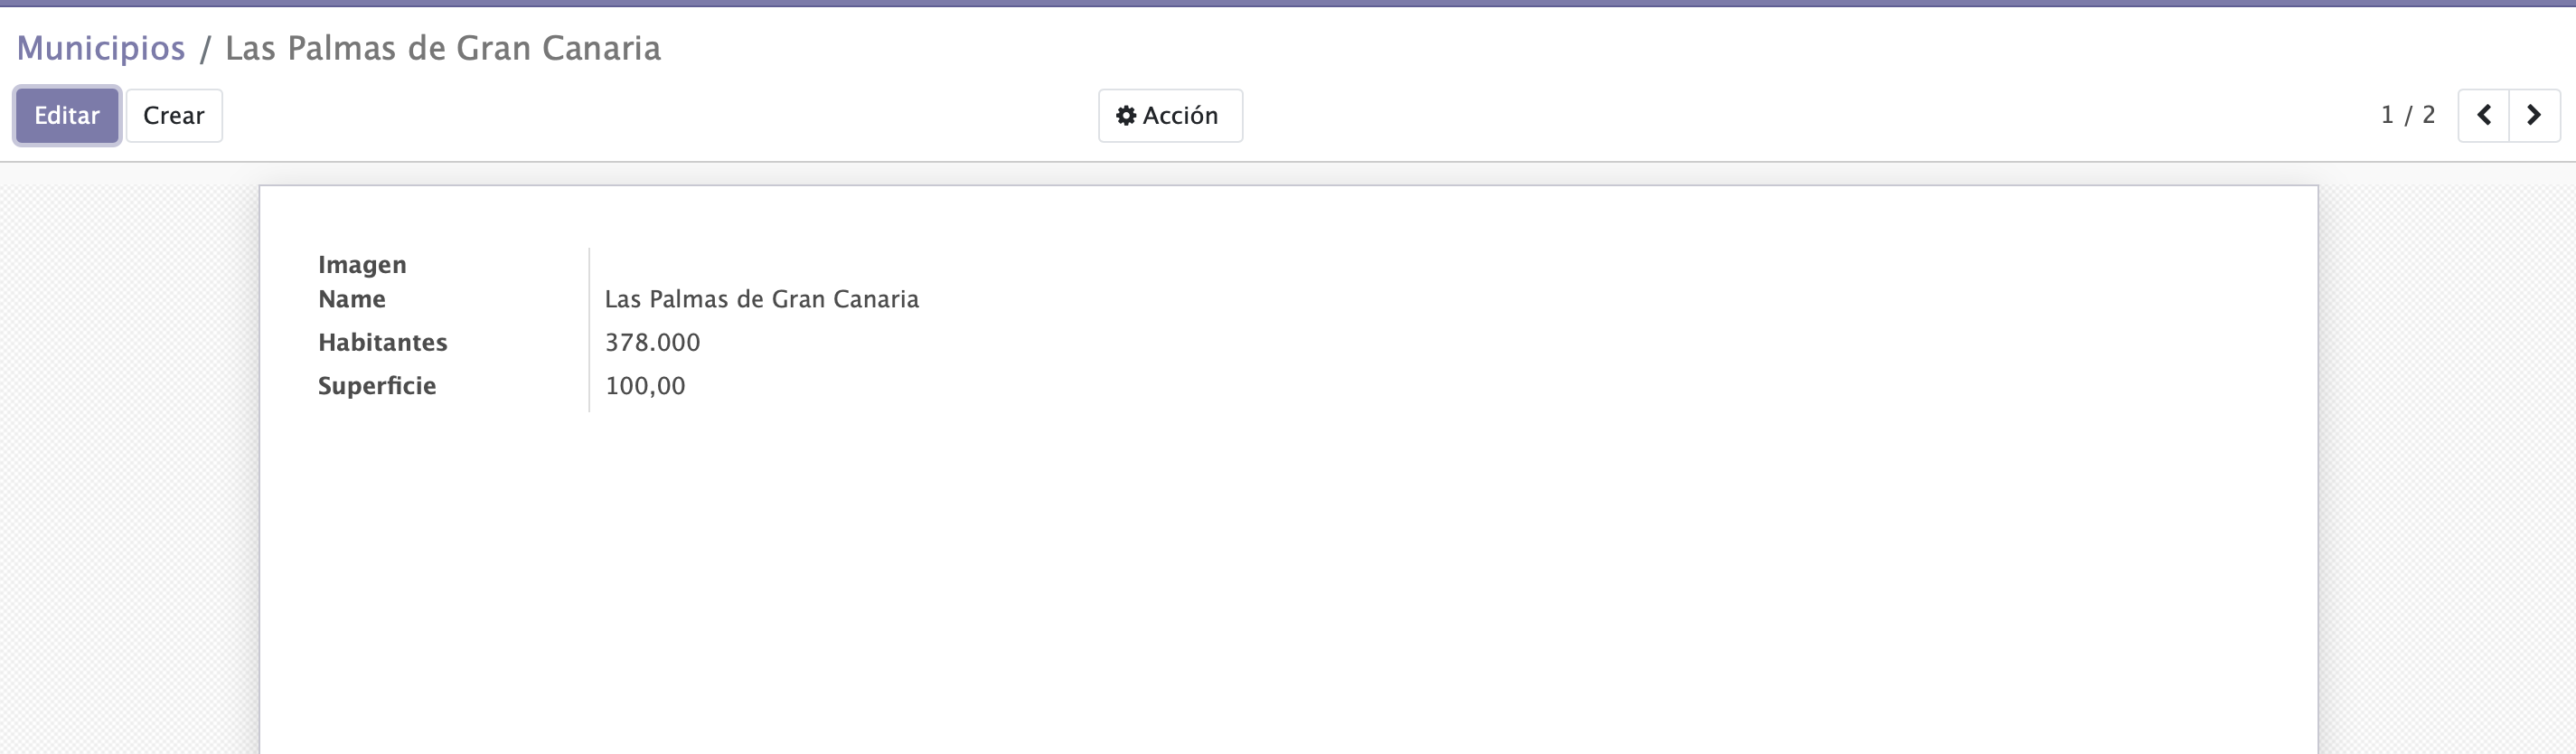 Municipios / Las Palmas de Gran Canaria
Editar Crear Acción 1 / 2
Imagen
Name Las Palmas de Gran Canaria
Habitantes 378.000
Superficie 100,00